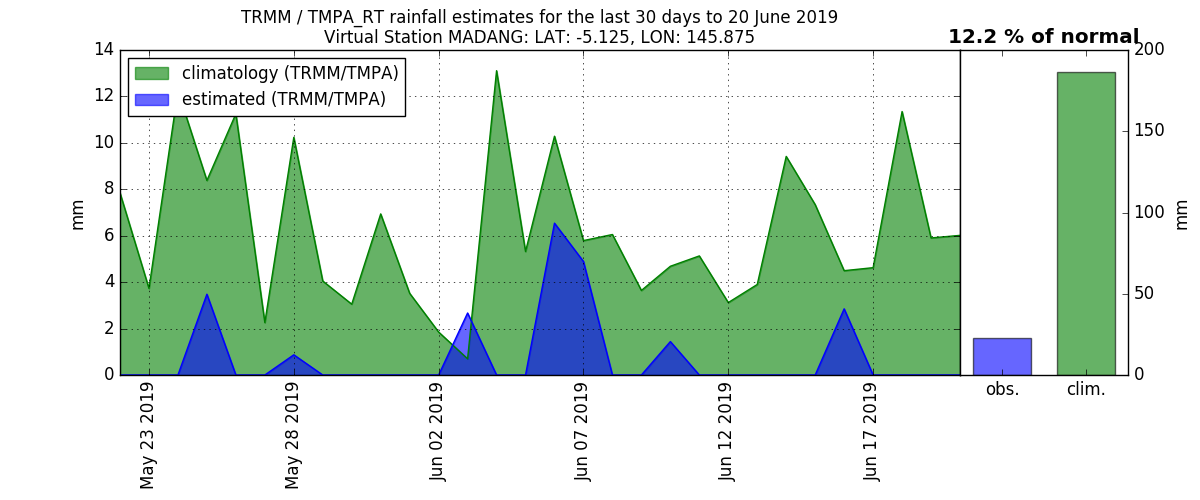 TRMM / TMPA_RT rainfall estimates for the last 30 days to 20 June 2019
Virtual Station MADANG: LAT: -5.125, LON: 145.875
12.2 % of normal
climatology (TRMM/TMPA)
estimated (TRMM/TMPA)
mm
14
12
10
8
6
4
2
0
May 23 2019
May 28 2019
Jun 02 2019
Jun 07 2019
Jun 12 2019
Jun 17 2019
obs.
clim.
200
150
100
50
0
mm